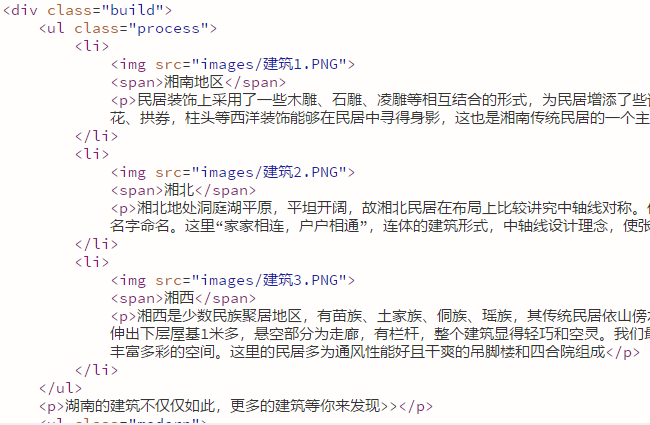 <div class="build">
<ul class="process">
<li>
<img src="images/建筑1.PNG">
<span>湘南地区</span>
<p>民居装饰上采用了一些木雕、石雕、凌雕等相互结合的形式，为民居增添了些
花、拱券，柱头等西洋装饰能够在民居中寻得身影，这也是湘南传统民居的一个主
</li>
<li>
<img src="images/建筑2.PNG">
<span>湘北</span>
<p>湘北地处洞庭湖平原，平坦开阔，故湘北民居在布局上比较讲究中轴线对称。
名字命名。这里“家家相连，户户相通”，连体的建筑形式，中轴线设计理念，使张
</li>
<li>
<img src="images/建筑3.PNG">
<span>湘西</span>
<p>湘西是少数民族聚居地区，有苗族、土家族、侗族、瑶族，其传统民居依山傍
伸出下层屋基1米多，悬空部分为走廊，有栏杆，整个建筑显得轻巧和空灵。我们
丰富多彩的空间。这里的民居多为通风性能好且干爽的吊脚楼和四合院组成</p>
</li>
</ul>
<p>湖南的建筑不仅仅如此，更多的建筑等你来发现>></p>
<ul class="modern">